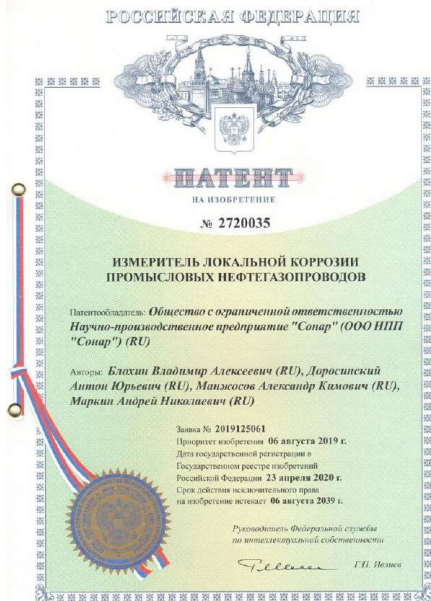 РОССИЙСКАЯ ФЕДЕРАЦИЯ
ПАТЕНТ
НА ИЗОБРЕТЕНИЕ
№ 2720035
ИЗМЕРИТЕЛЬ ЛОКАЛЬНОЙ КОРРОЗИИ
ПРОМЫСЛОВЫХ НЕФТЕГАЗОПРОВОДОВ
Патентообладатель: Общество с ограниченной ответственностью
Научно-производственное предприятие "Сонар" (ООО НПП
"Сонар") (RU)
Авторы: Блохин Владимир Алексеевич (RU), Доросинский
Антон Юрьевич (RU), Манжосов Александр Кимович (RU),
Маркин Андрей Николаевич (RU)
Заявка № 2019125061
Приоритет изобретения 06 августа 2019 г.
Дата государственной регистрации в
Государственном реестре изобретений
Российской Федерации 23 апреля 2020 г.
Срок действия исключительного права
на изобретение истекает 06 августа 2039 г.
Руководитель Федеральной службы
по интеллектуальной собственности
Г.П. Ивлиев